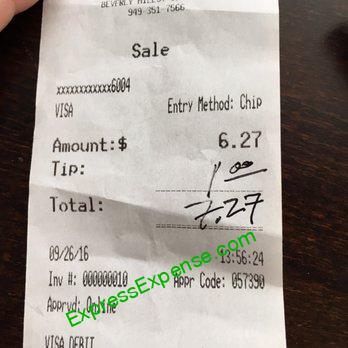 BEVERLY HILLS,
949-351-7566
Sale
xxxxxxxxxxxx6004
VISA
Entry Method: Chip
Amount:$ 6.27
Tip: 1.00
Total: 7.27
09/26/16 13:56:24
Inv #: 000000010 Appr Code: 057390
Apprvd: Online
VISA DEBIT
ExpressExpense.com